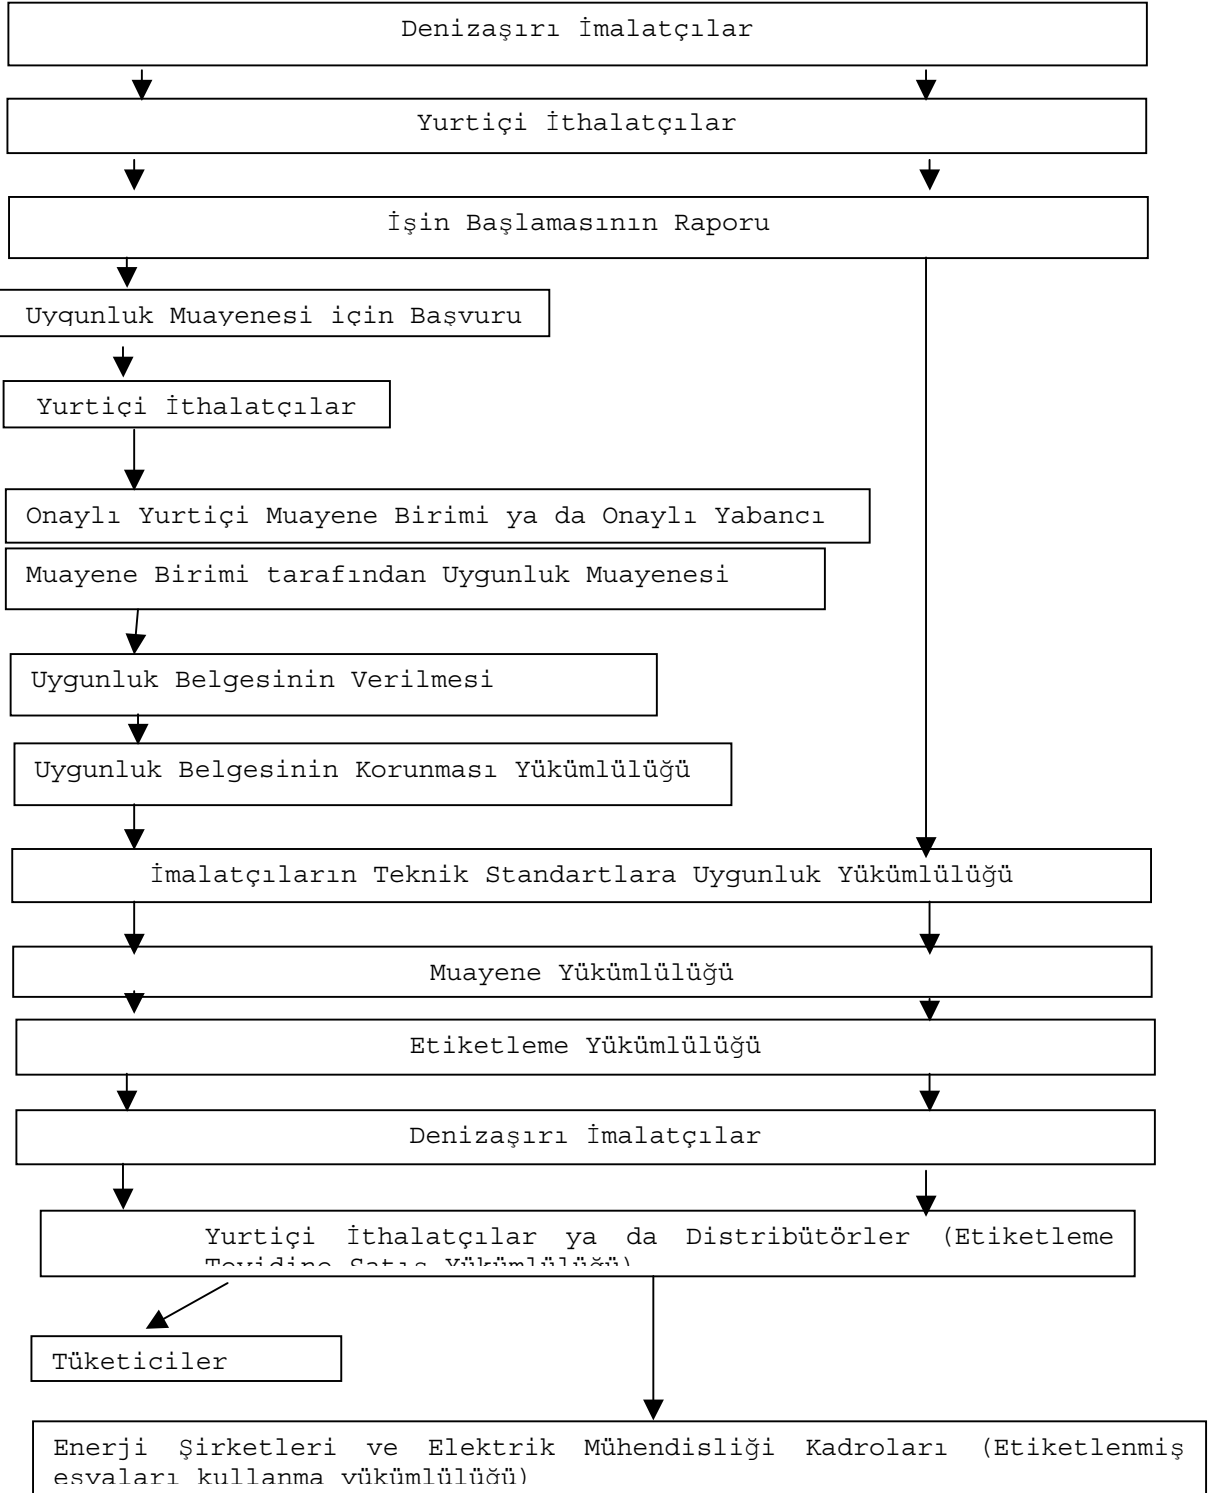 Denizaşırı İmalatçılar
Yurtiçi İthalatçılar
İşin Başlamasının Raporu
Uygunluk Muayenesi için Başvuru
Yurtiçi İthalatçılar
Onaylı Yurtiçi Muayene Birimi ya da Onaylı Yabancı
Muayene Birimi tarafından Uygunluk Muayenesi
Uygunluk Belgesinin Verilmesi
Uygunluk Belgesinin Korunması Yükümlülüğü
İmalatçıların Teknik Standartlara Uygunluk Yükümlülüğü
Muayene Yükümlülüğü
Etiketleme Yükümlülüğü
Denizaşırı İmalatçılar
Yurtiçi İthalatçılar ya da Distribütörler (Etiketleme
Teyidine Satış Yükümlülüğü)
Tüketiciler
Enerji Şirketleri ve Elektrik Mühendisliği Kadroları (Etiketlenmiş
eşyaları kullanma yükümlülüğü)